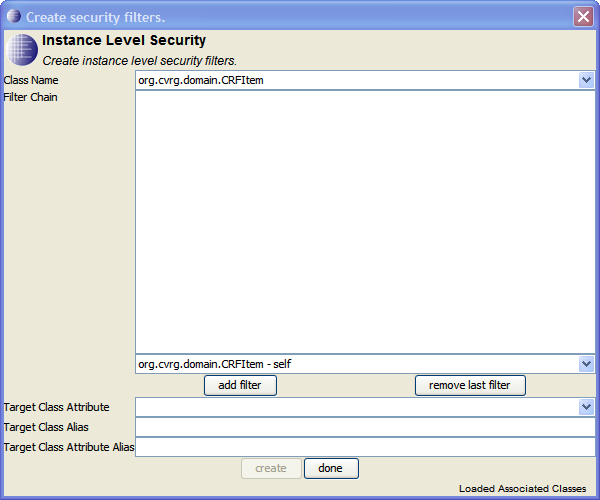 Create security filters.
Instance Level Security
Create instance level security filters.
Class Name org.cvrg.domain.CRFItem
Filter Chain
org.cvrg.domain.CRFItem - self
add filter remove last filter
Target Class Attribute
Target Class Alias
Target Class Attribute Alias
create done
Loaded Associated Classes